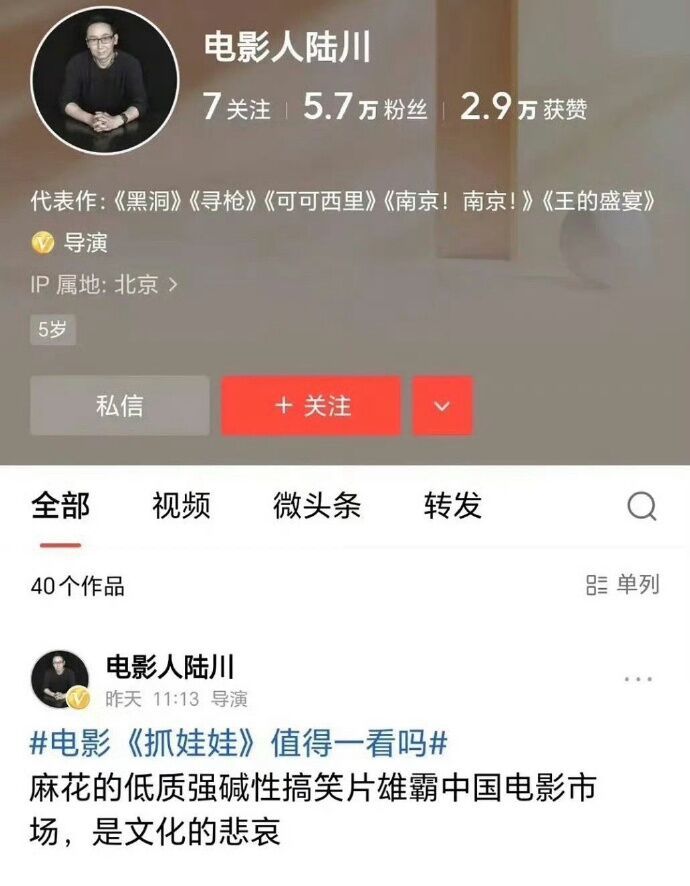 电影人陆川
7关注 5.7万粉丝 2.9万获赞
代表作：《黑洞》《寻枪》《可可西里》《南京！南京！》《王的盛宴》
导演
IP 属地: 北京 >
5岁
私信 + 关注
全部 视频 微头条 转发
40个作品 单列
电影人陆川
昨天 11:13 导演
#电影《抓娃娃》值得一看吗#
麻花的低质强碱性搞笑片雄霸中国电影市
场，是文化的悲哀